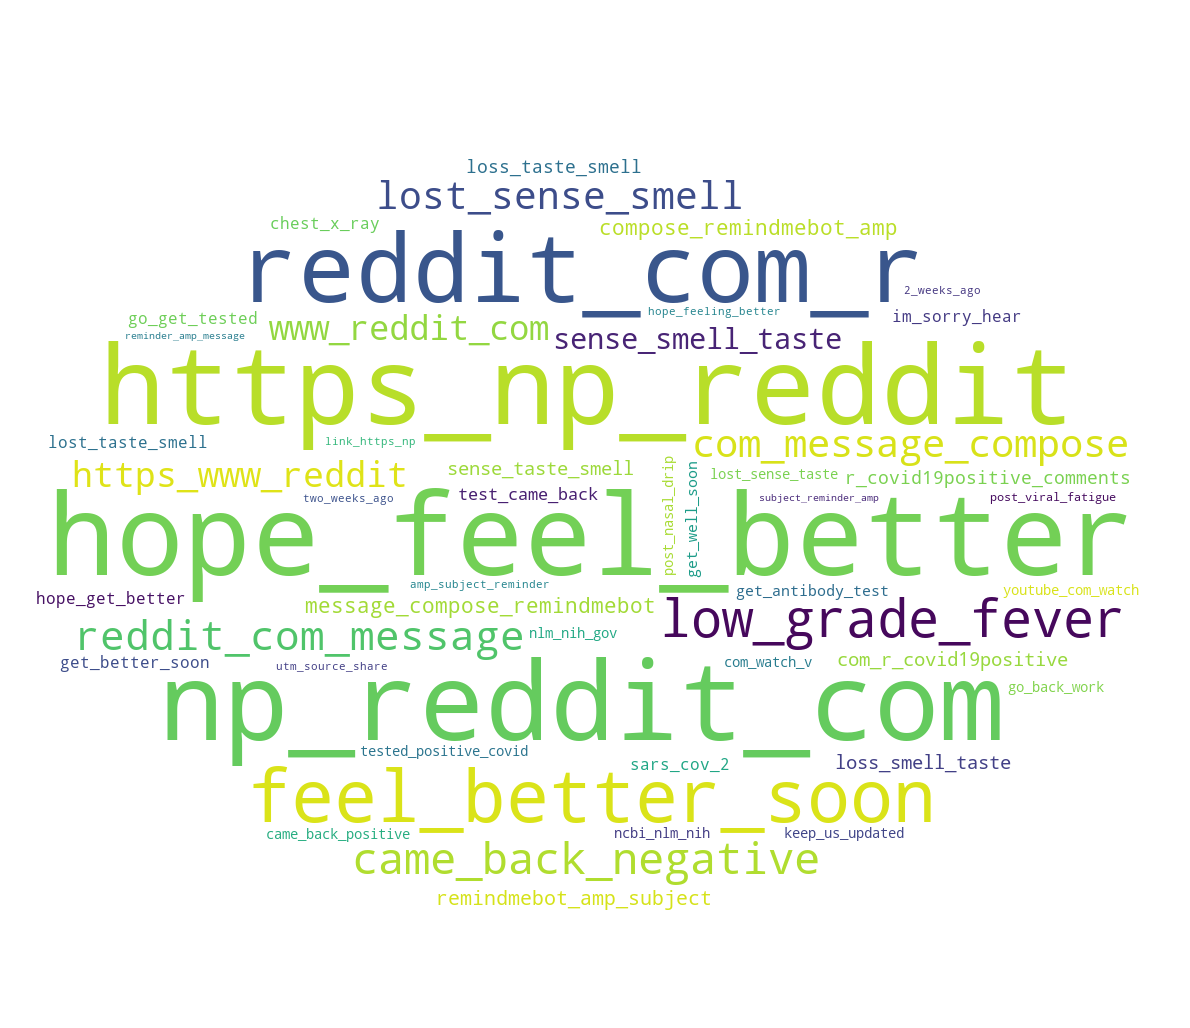 loss_taste_smell
lost_sense_smell
chest_x_ray
compose_remindmebot_amp
reddit_com_r
2_weeks_ago
hope_feeling_better
im_sorry_hear
go_get_tested
www_reddit_com
sense_smell_taste
reminder_amp_message
https_np_reddit
lost_taste_smell
link_https_np
com_message_compose
https_www_reddit
sense_taste_smell
post_nasal_drip
get_well_soon
lost_sense_taste
r_covid19positive_comments
two_weeks_ago
test_came_back
subject_reminder_amp
post_viral_fatigue
hope_feel_better
amp_subject_reminder
get_antibody_test
youtube_com_watch
hope_get_better
message_compose_remindmebot
low_grade_fever
reddit_com_message
nlm_nih_gov
get_better_soon
utm_source_share
com_watch_v
com_r_covid19positive
go_back_work
np_reddit_com
tested_positive_covid
sars_cov_2
loss_smell_taste
feel_better_soon
came_back_positive
ncbi_nlm_nih
keep_us_updated
came_back_negative
remindmebot_amp_subject